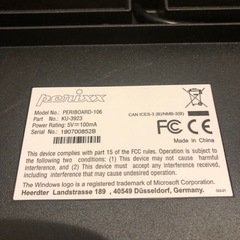 perixx
Model No.: PERIBOARD-106
Part No.: KU-3923
Power Rating: 5V⎓100mA
Serial No.: 190700852B
CAN ICES-3 (B)/NMB-3(B)
FC CE
This device complies with part 15 of the FCC rules. Operation is subject to
the following two conditions: (1) This device may not cause harmful
interference, and (2) this device must accept any interference received,
including interference that may cause undesired operation.
The Windows logo is a registered trademark of Microsoft Corporation.
Heerdter Landstrasse 189 , 40549 Düsseldorf, Germany.